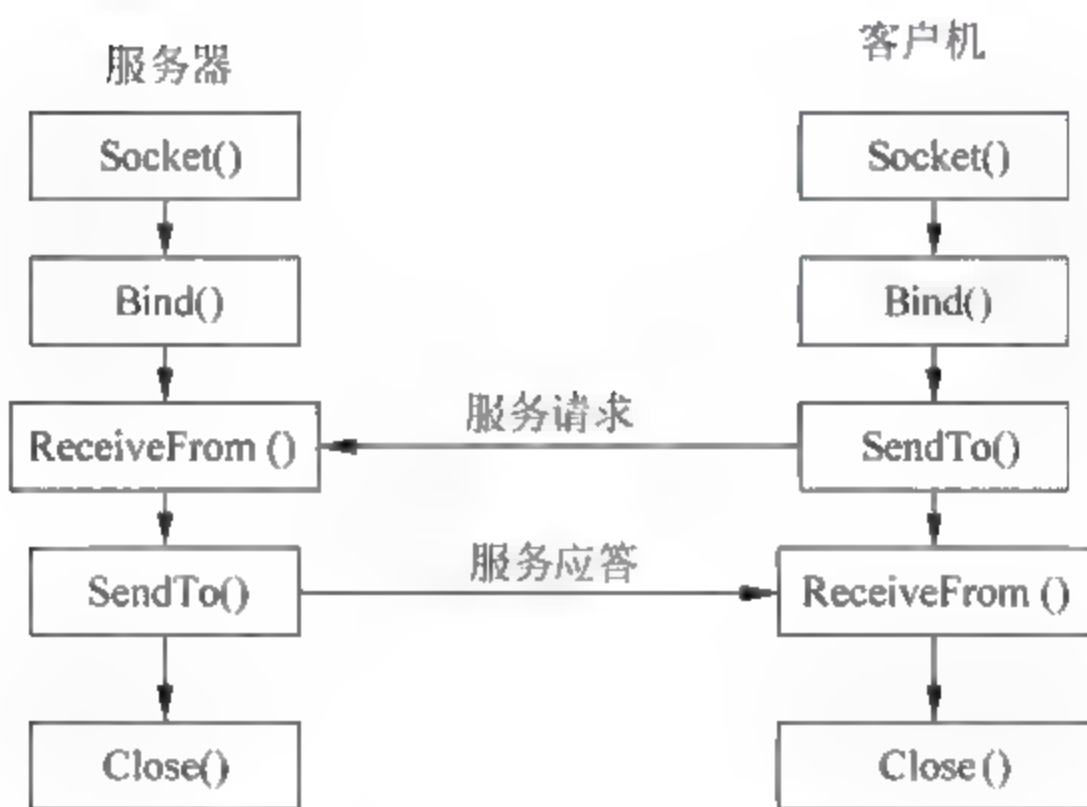 服务器
客户机
Socket()
Socket()
Bind()
Bind()
服务请求
ReceiveFrom ()
SendTo()
服务应答
SendTo()
ReceiveFrom ()
Close()
Close()